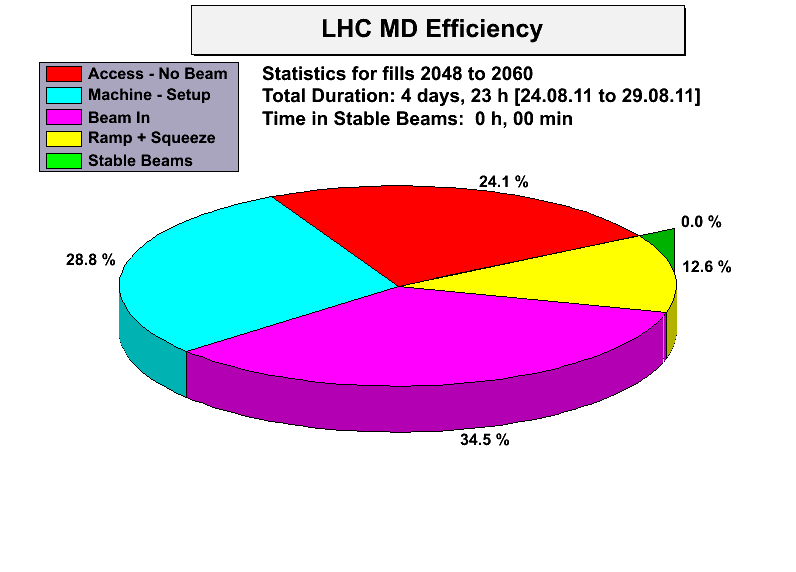 LHC MD Efficiency
Access - No Beam
Machine - Setup
Beam In
Ramp + Squeeze
Stable Beams
Statistics for fills 2048 to 2060
Total Duration: 4 days, 23 h [24.08.11 to 29.08.11]
Time in Stable Beams:  0 h, 00 min
24.1 %
0.0 %
28.8 %
12.6 %
34.5 %